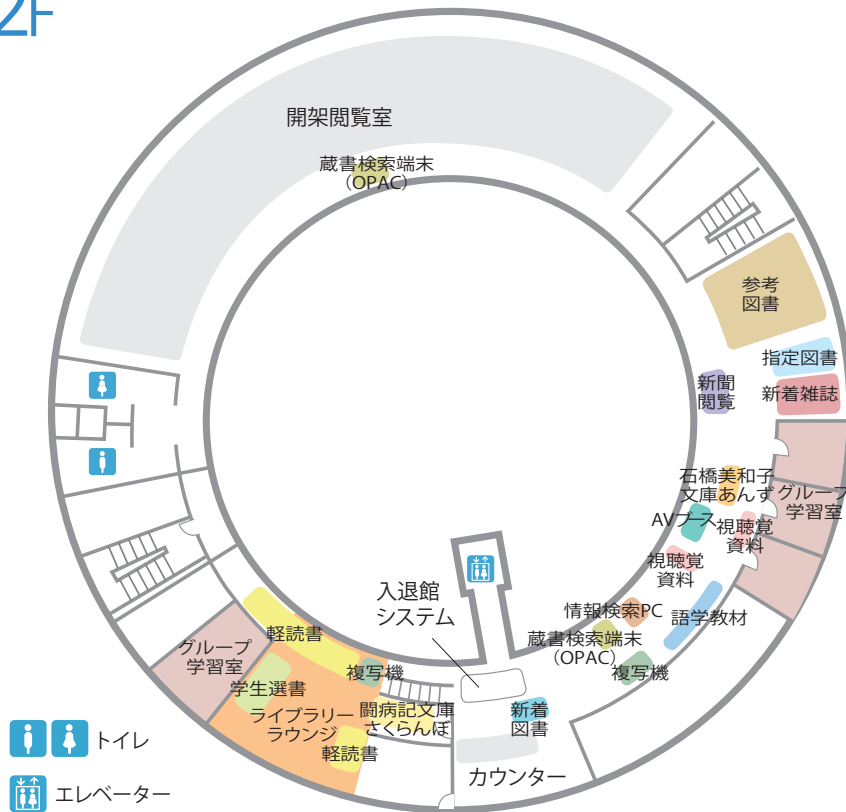 2F
開架閲覧室
蔵書検索端末
（OPAC）
参考
図書
指定図書
新聞
閲覧
新着雑誌
石橋美和子
文庫あんず
グループ
学習室
AVブース
視聴覚
資料
視聴覚
資料
入退館
システム
情報検索PC
語学教材
蔵書検索端末
（OPAC）
複写機
軽読書
グループ
学習室
複写機
学生選書
ライブラリー
ラウンジ
闘病記文庫
さくらんぼ
新着
図書
軽読書
カウンター
トイレ
エレベーター